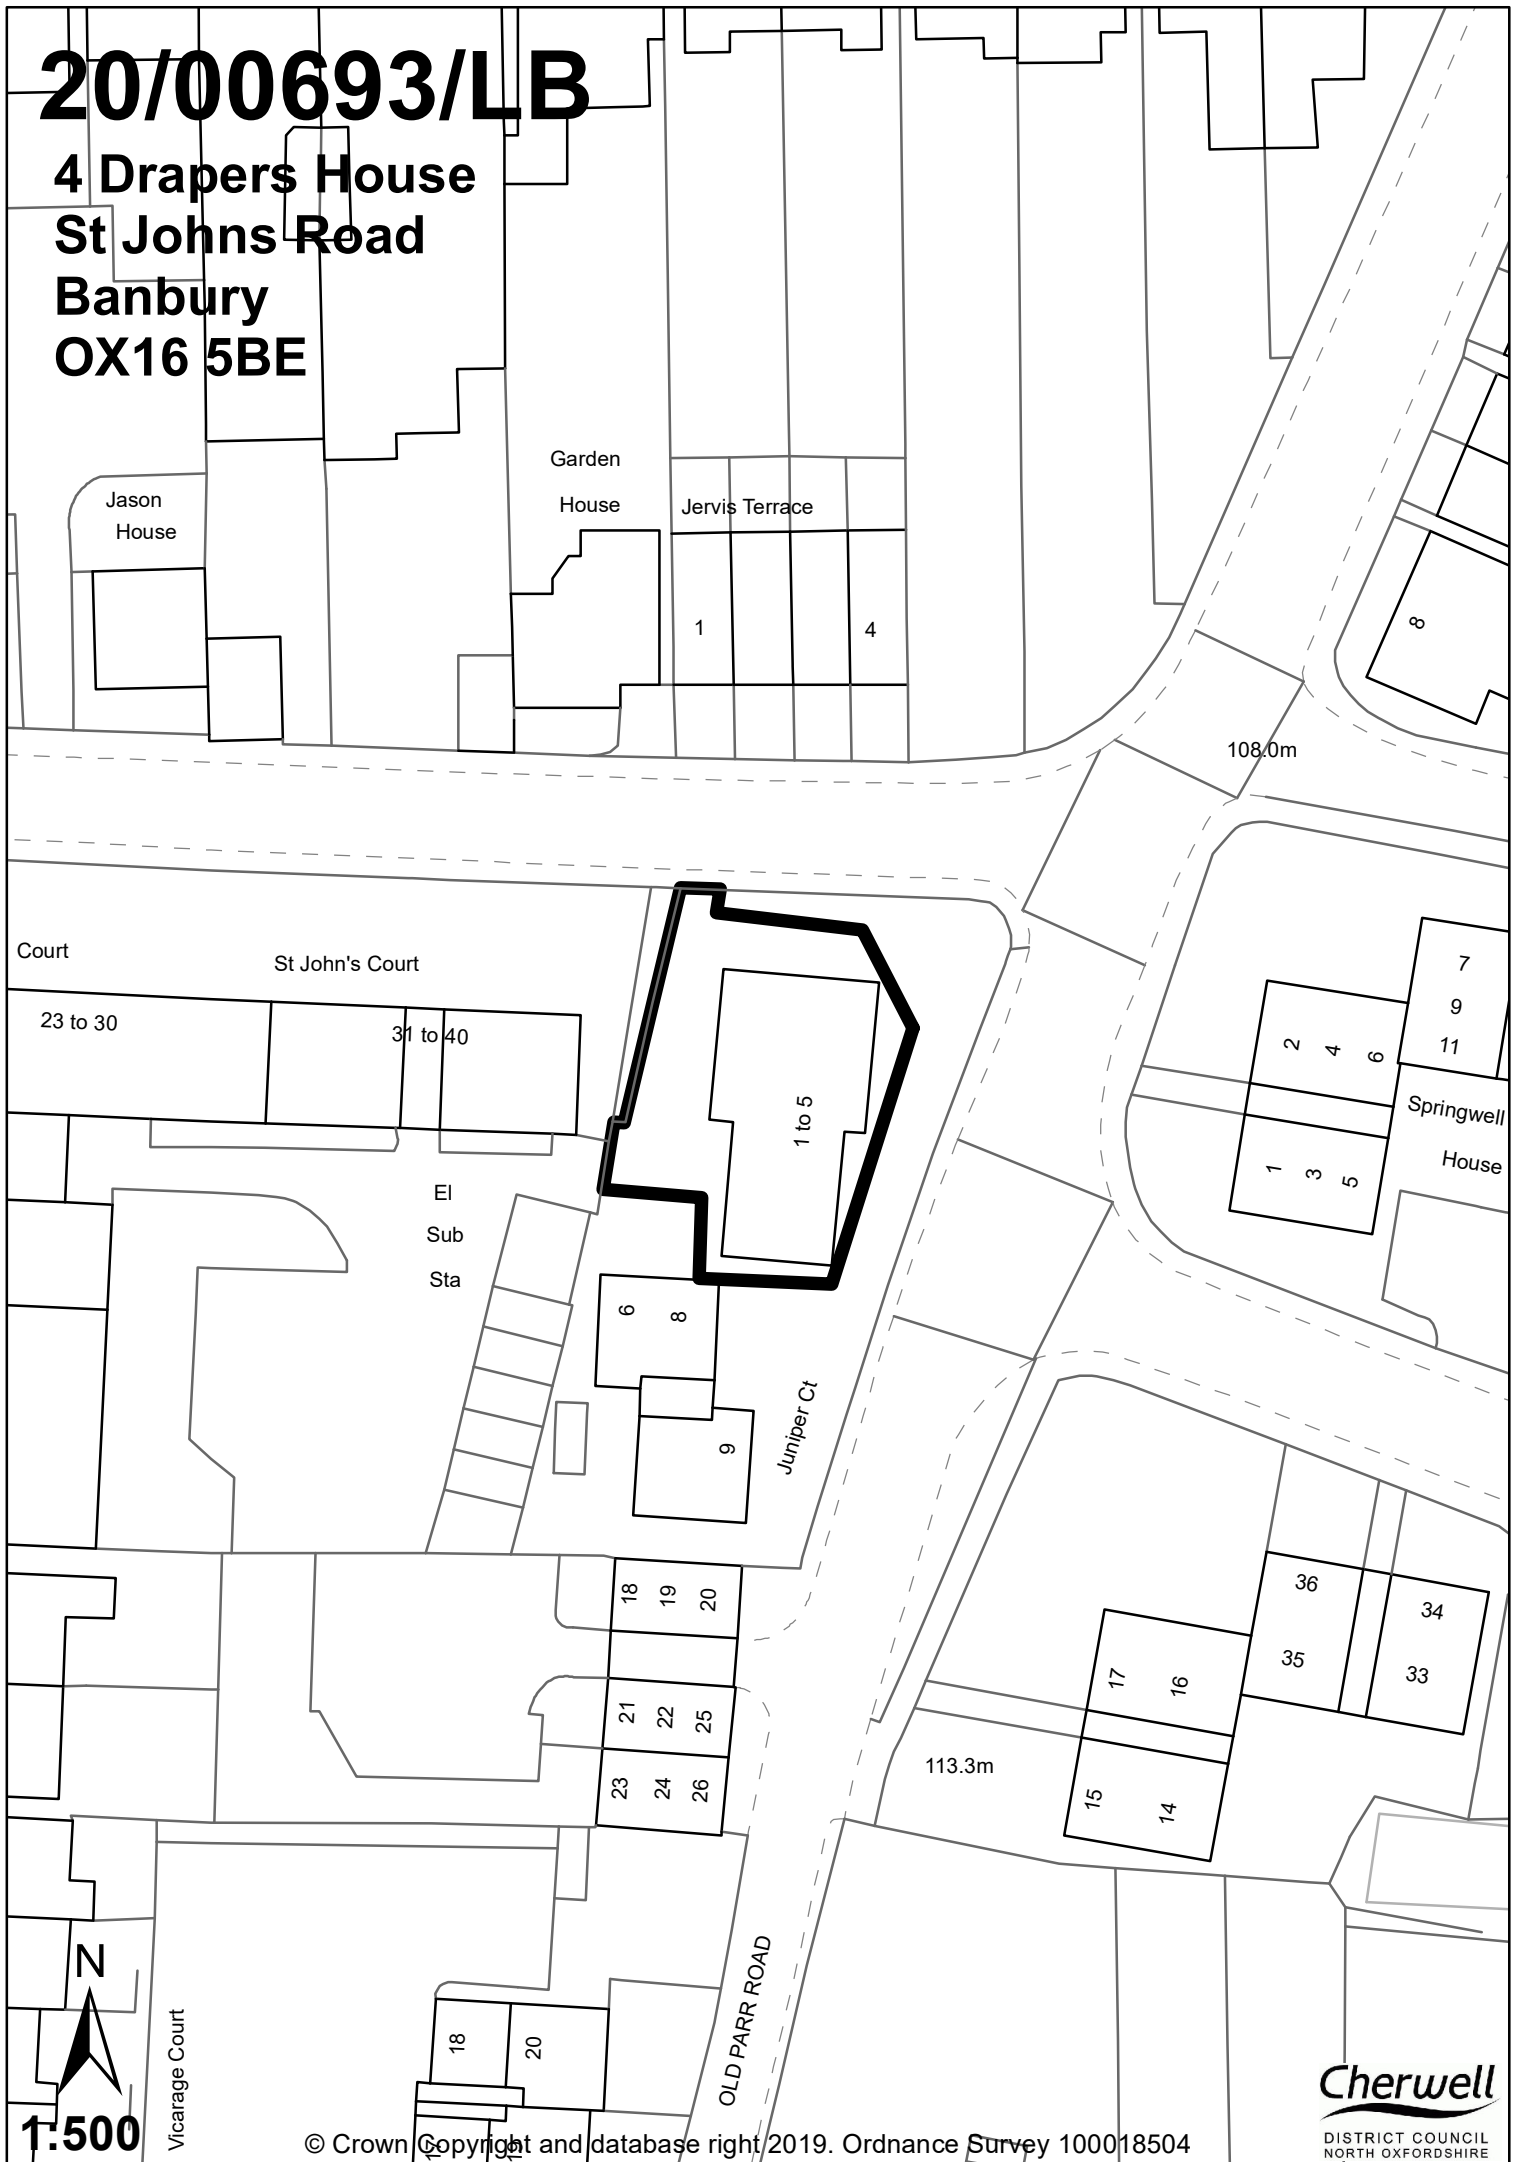 20/00693/LB
4 Drapers House
St Johns Road
Banbury
OX16 5BE
Garden
House
Jervis Terrace
Jason
House
1
4
8
108.0m
Court
St John's Court
23 to 30
31 to 40
1 to 5
7
9
11
2
4
6
Springwell
House
1
3
5
El
Sub
Sta
6
8
9
Juniper Ct
18
19
20
21
22
25
23
24
26
36
35
34
33
17
16
15
14
113.3m
OLD PARR ROAD
18
20
17
19
Vicarage Court
N
1:500
© Crown Copyright and database right 2019. Ordnance Survey 100018504
Cherwell
DISTRICT COUNCIL
NORTH OXFORDSHIRE